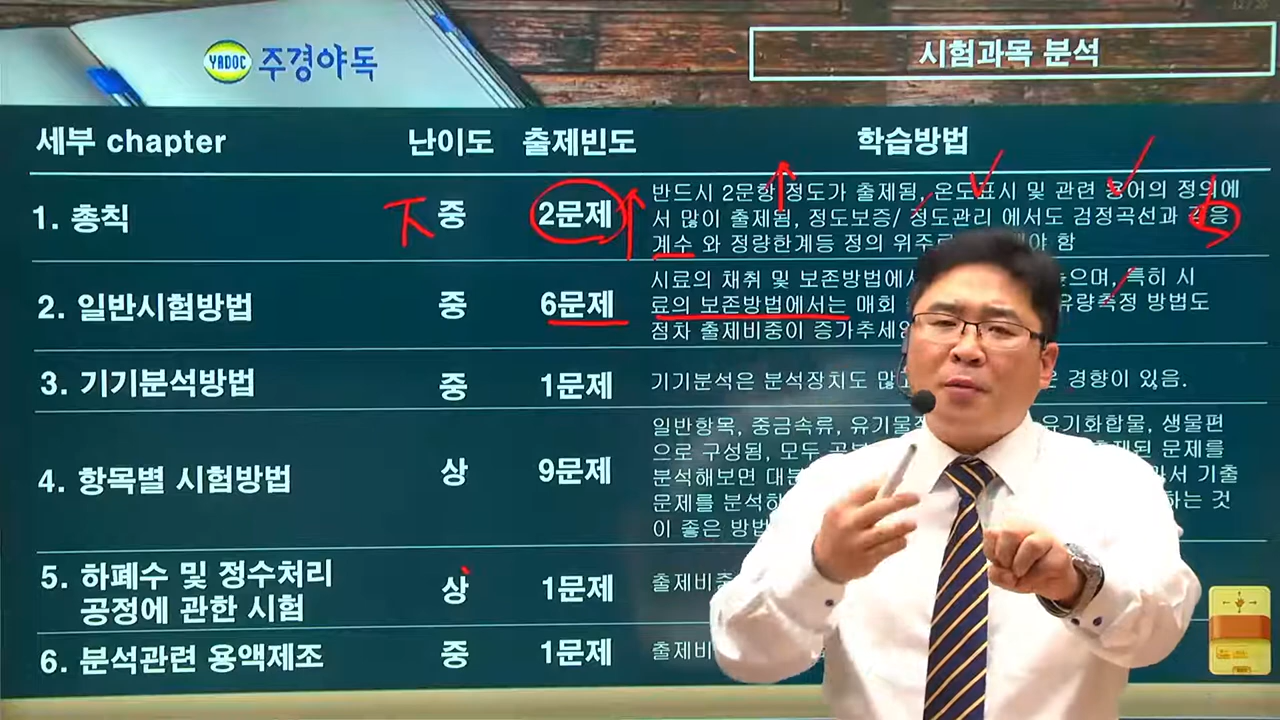 YADOC 주경야독
시험과목 분석
세부 chapter 난이도 출제빈도 학습방법
1. 총칙 下 중 2문제
반드시 2문항 정도가 출제됨, 온도표시 및 관련 용어의 정의에
서 많이 출제됨, 정도보증/ 정도관리 에서도 검정곡선과
계수 와 정량한계등 정의 위주로 해야 함
2. 일반시험방법 중 6문제
시료의 채취 및 보존방법에서 으며, 특히 시
료의 보존방법에서는 매회 유량측정 방법도
점차 출제비중이 증가추세
3. 기기분석방법 중 1문제
기기분석은 분석장치도 많 경향이 있음.
4. 항목별 시험방법 상 9문제
일반항목, 중금속류, 유기물 유기화합물, 생물편
으로 구성됨, 모두 출제된 문제를
분석해보면 대부 기출
문제를 분석하 하는 것
이 좋은 방법
5. 하폐수 및 정수처리
공정에 관한 시험 상 1문제
출제비중
6. 분석관련 용액제조 중 1문제
출제비